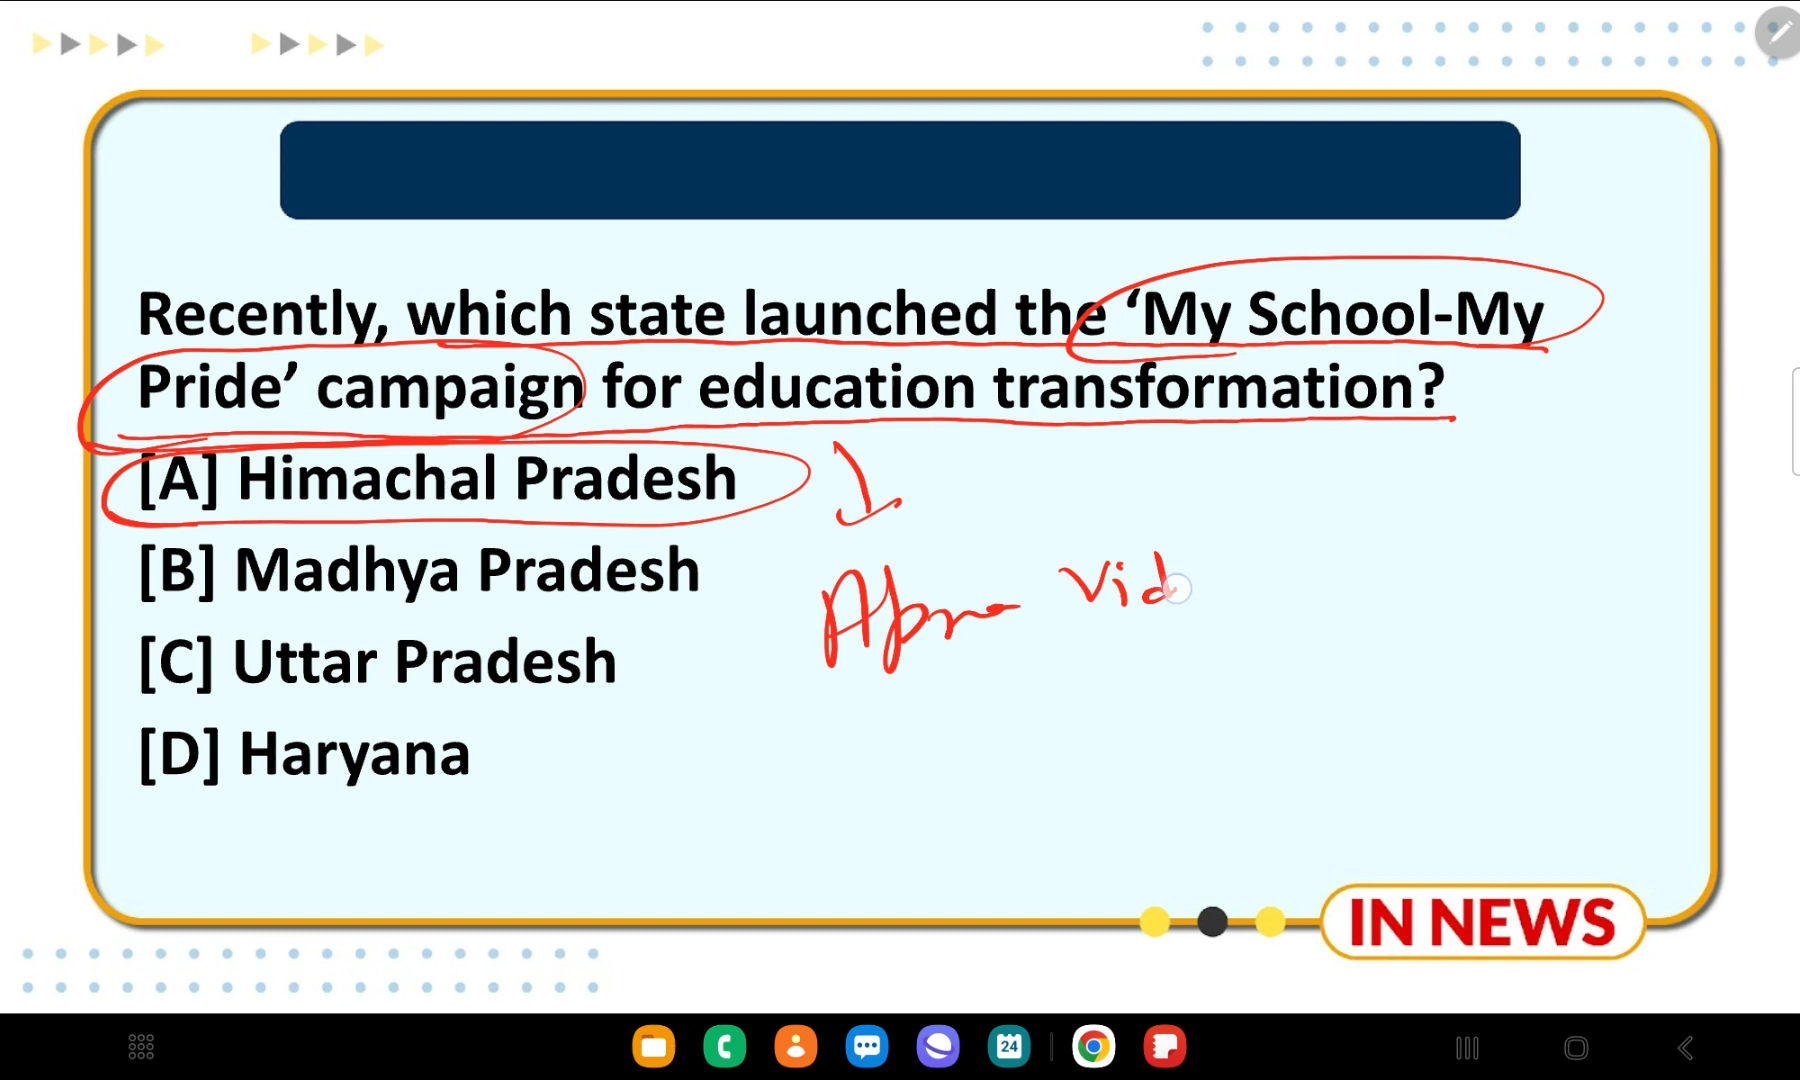 Recently, which state launched the ‘My School-My
Pride’ campaign for education transformation?
[A] Himachal Pradesh
[B] Madhya Pradesh
Apna Vid
[C] Uttar Pradesh
[D] Haryana
IN NEWS
24